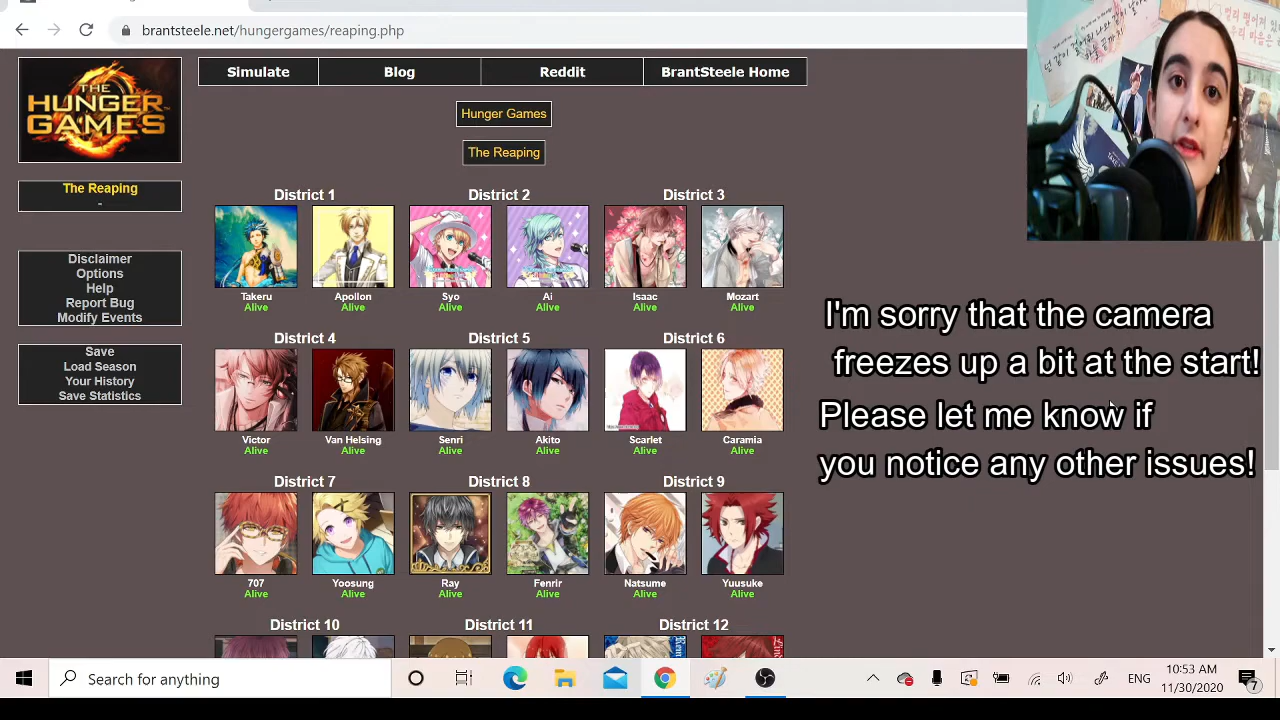 brantsteele.net/hungergames/reaping.php
THE
HUNGER
GAMES
Simulate Blog Reddit BrantSteele Home
Hunger Games
The Reaping
The Reaping
-
Disclaimer
Options
Help
Report Bug
Modify Events
Save
Load Season
Your History
Save Statistics
District 1 District 2 District 3
Takeru Apollon Syo Ai Isaac Mozart
Alive Alive Alive Alive Alive Alive
District 4 District 5 District 6
Victor Van Helsing Senri Akito Scarlet Caramia
Alive Alive Alive Alive Alive Alive
District 7 District 8 District 9
707 Yoosung Ray Fenrir Natsume Yuusuke
Alive Alive Alive Alive Alive Alive
District 10 District 11 District 12
I'm sorry that the camera
freezes up a bit at the start!
Please let me know if
you notice any other issues!
Search for anything
ENG
10:53 AM
11/30/2020
7